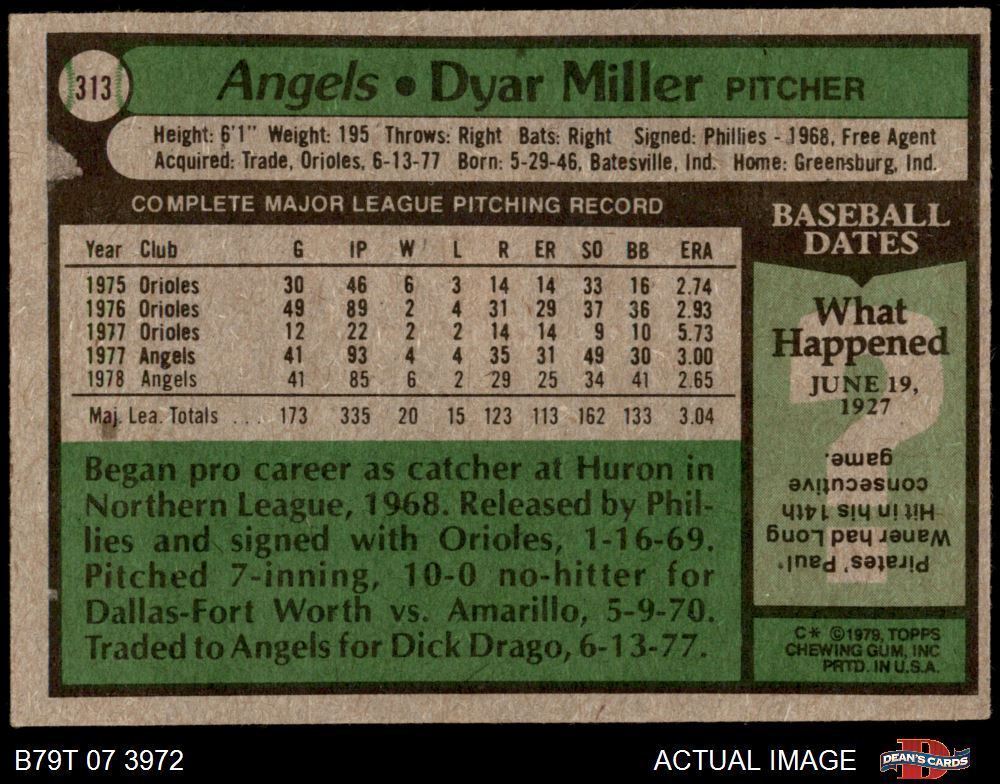 313
Angels • Dyar Miller PITCHER
Height: 6'1" Weight: 195 Throws: Right Bats: Right Signed: Phillies - 1968, Free Agent
Acquired: Trade, Orioles, 6-13-77 Born: 5-29-46, Batesville, Ind. Home: Greensburg, Ind.
COMPLETE MAJOR LEAGUE PITCHING RECORD
Year Club G IP W L R ER SO BB ERA
1975 Orioles 30 46 6 3 14 14 33 16 2.74
1976 Orioles 49 89 2 4 31 29 37 36 2.93
1977 Orioles 12 22 2 2 14 14 9 10 5.73
1977 Angels 41 93 4 4 35 31 49 30 3.00
1978 Angels 41 85 6 2 29 25 34 41 2.65
Maj. Lea. Totals ... 173 335 20 15 123 113 162 133 3.04
Began pro career as catcher at Huron in
Northern League, 1968. Released by Phil-
lies and signed with Orioles, 1-16-69.
Pitched 7-inning, 10-0 no-hitter for
Dallas-Fort Worth vs. Amarillo, 5-9-70.
Traded to Angels for Dick Drago, 6-13-77.
BASEBALL
DATES
What
Happened
JUNE 19,
1927
Pirates' Paul
Waner had Long
Hit in his 14th
consecutive
game.
C* ©1979, TOPPS
CHEWING GUM, INC
PRTD. IN U.S.A.
B79T 07 3972
ACTUAL IMAGE
D
DEAN'S CARDS